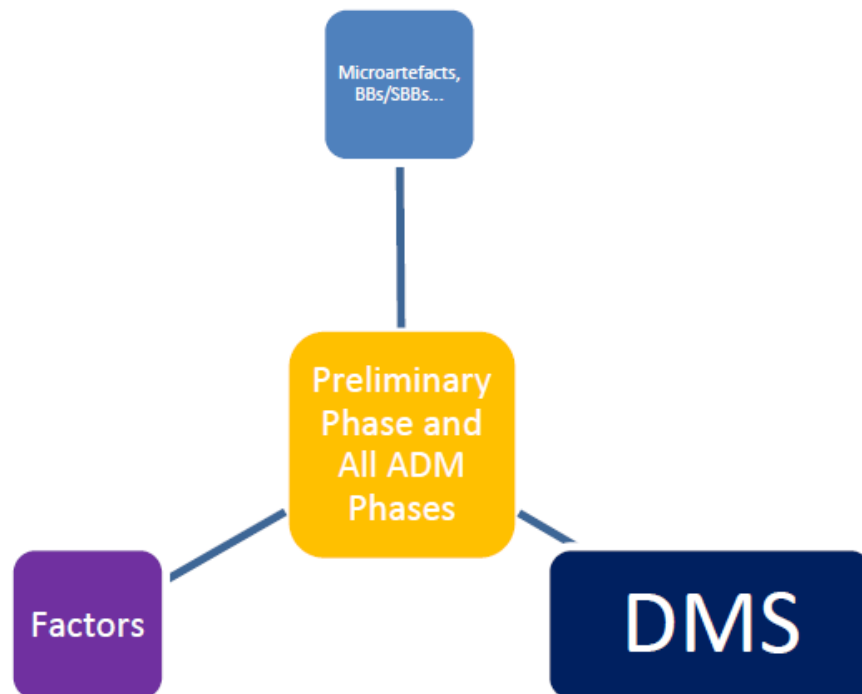 Microartefacts,
BBs/SBBs...
Preliminary
Phase and
All ADM
Phases
Factors
DMS